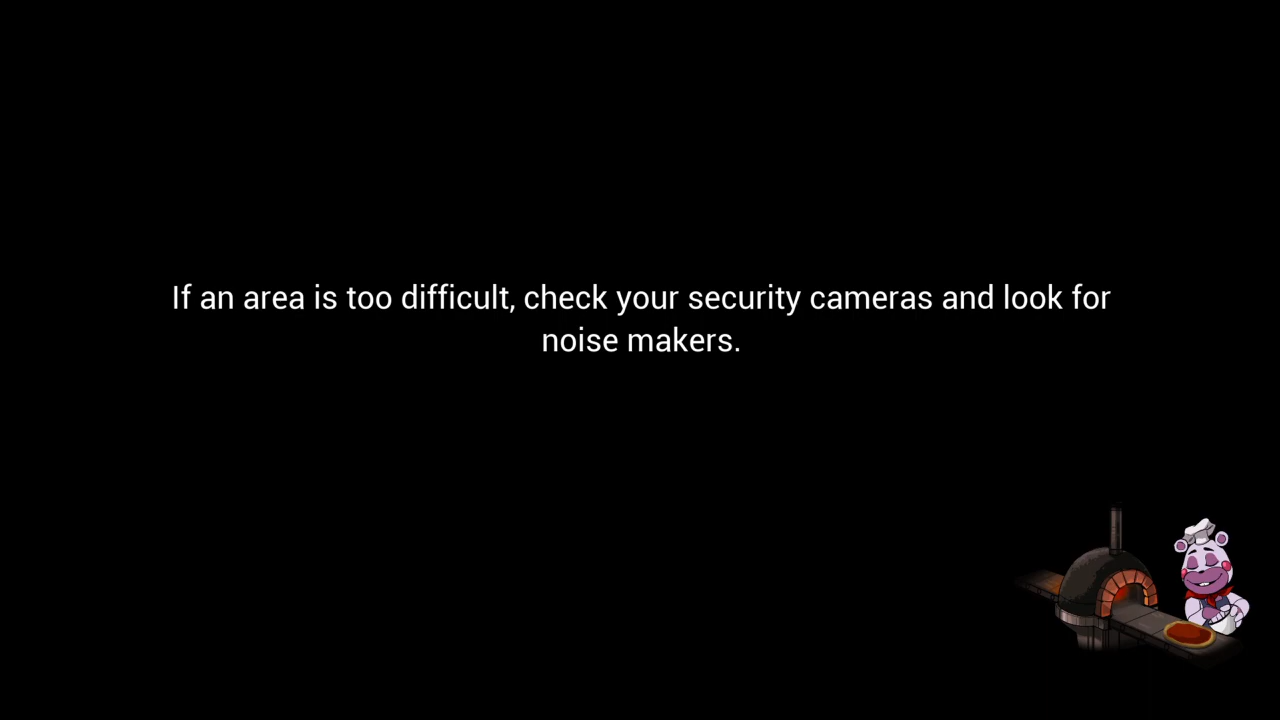 If an area is too difficult, check your security cameras and look for
noise makers.